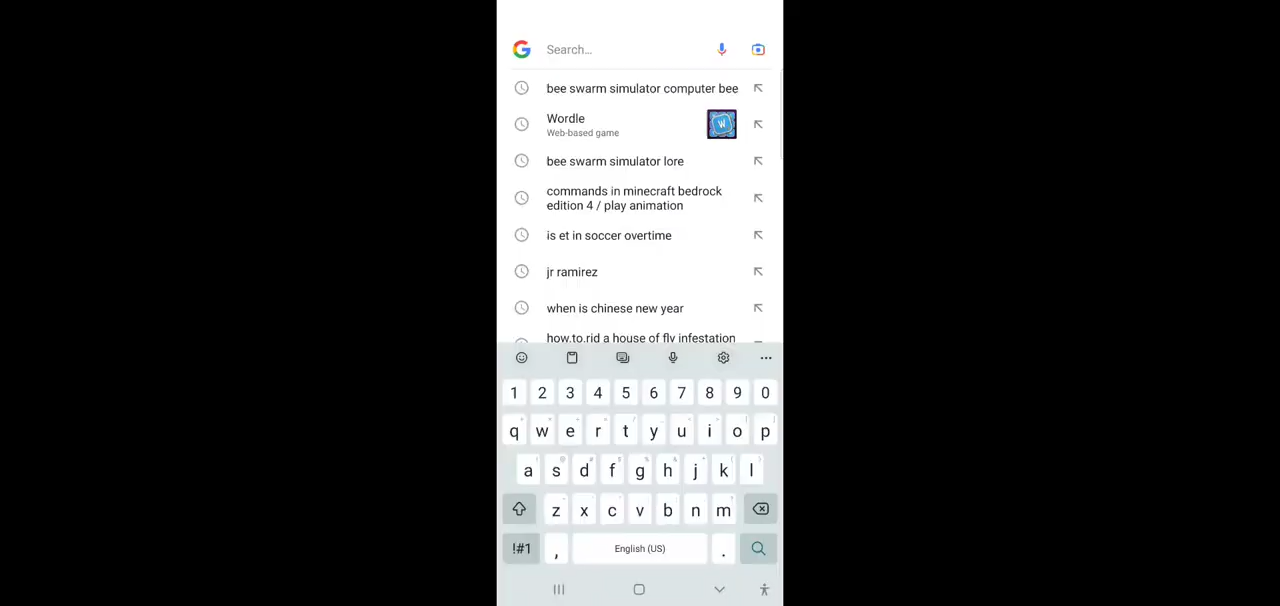 Search...
bee swarm simulator computer bee
Wordle
Web-based game
W
bee swarm simulator lore
commands in minecraft bedrock
edition 4 / play animation
is et in soccer overtime
jr ramirez
when is chinese new year
how.to.rid a house of fly infestation
1 2 3 4 5 6 7 8 9 0
q w e r t y u i o p
a s d f g h j k l
z x c v b n m
!#1 , English (US) .